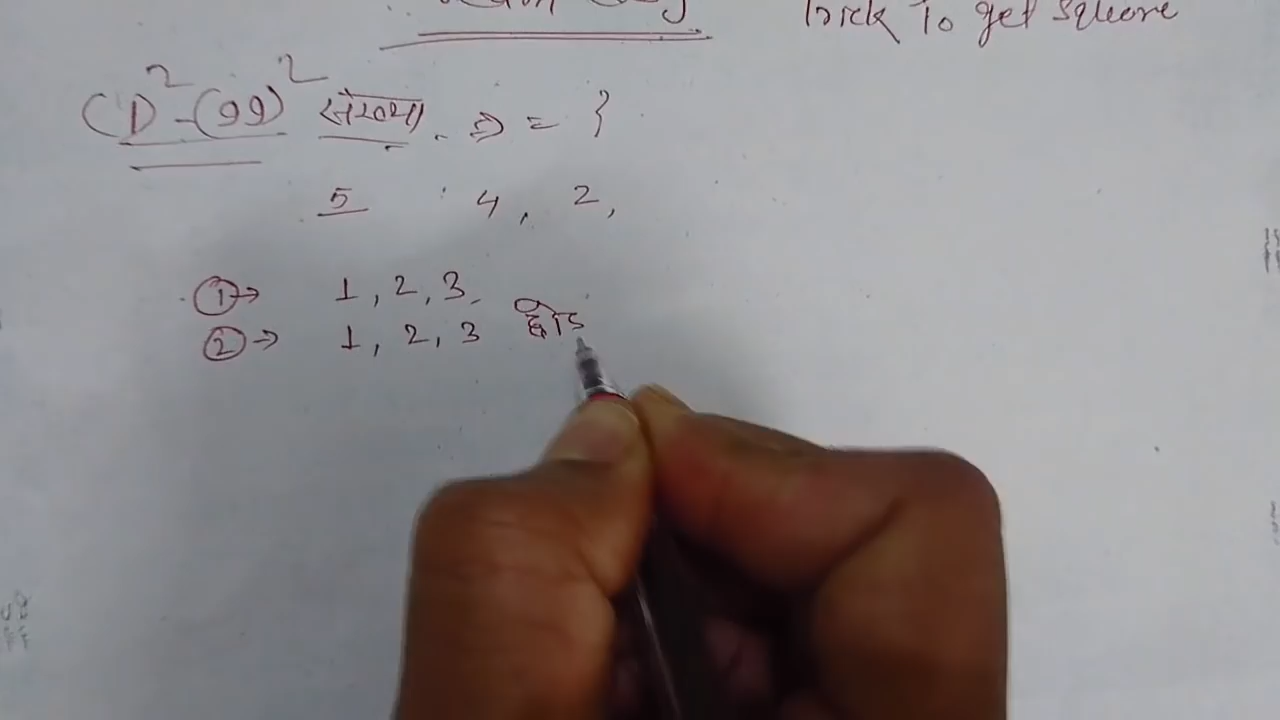 Trick To get Square
(1)²-(99)² संख्या. => = }
5 4, 2,
① → 1, 2, 3
② → 1, 2, 3